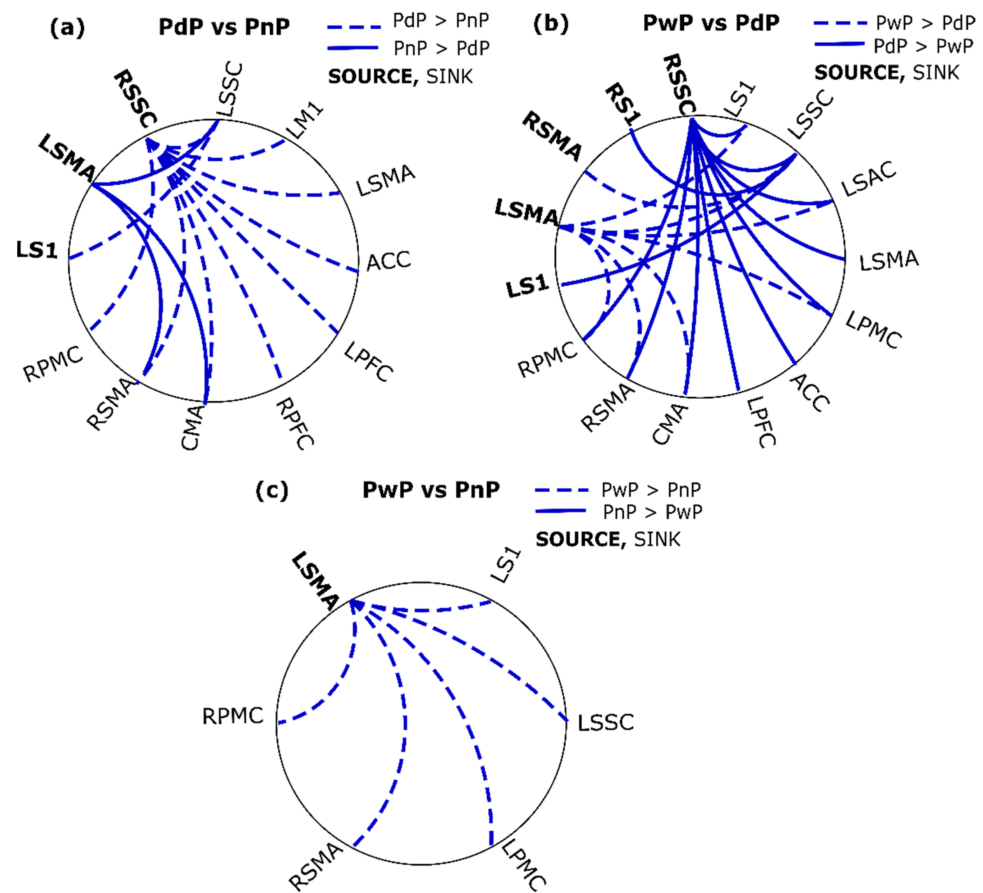 (a) PdP vs PnP
PdP > PnP
PnP > PdP
SOURCE, SINK
RSSC
LSSC
LM1
LSMA
LSMA
LS1
ACC
RPMC
LPFC
RSMA
CMA
RPFC
(b) PwP vs PdP
PwP > PdP
PdP > PwP
SOURCE, SINK
RSSC
LS1
RS1
LSSC
RSMA
LSAC
LSMA
LSMA
LS1
LPMC
RPMC
ACC
RSMA
CMA
LPFC
(c) PwP vs PnP
PwP > PnP
PnP > PwP
SOURCE, SINK
LSMA
LS1
RPMC
LSSC
RSMA
LPMC